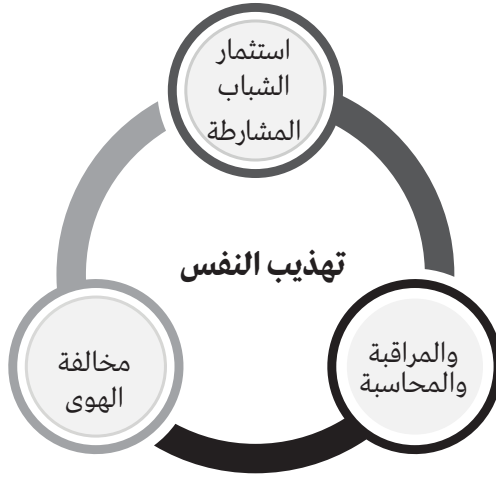 استثمار
الشباب
المشارطة
تهذيب النفس
والمراقبة
والمحاسبة
مخالفة
الهوى